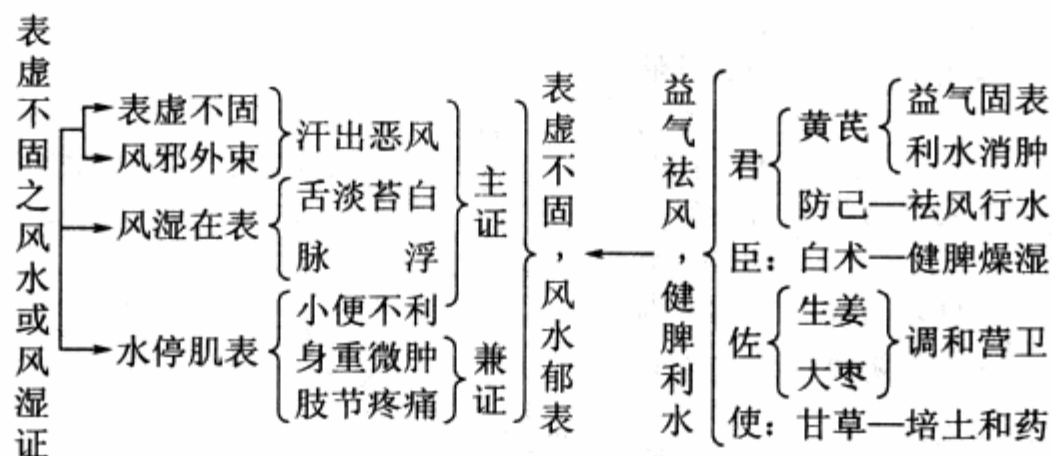 表虚不固之风水或风湿证
表虚不固
风邪外束
汗出恶风
风湿在表
舌淡苔白
脉 浮
水停肌表
小便不利
身重微肿
肢节疼痛
主证
兼证
表虚不固，风水郁表
益气祛风，健脾利水
君
黄芪
益气固表
利水消肿
防己—祛风行水
臣：白术—健脾燥湿
佐
生姜
大枣
调和营卫
使：甘草—培土和药